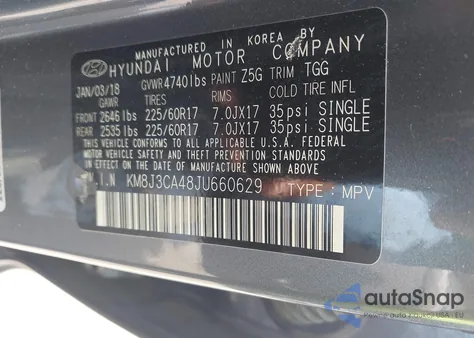 MANUFACTURED IN KOREA BY
HYUNDAI MOTOR COMPANY
JAN/03/18 GVWR 4740lbs PAINT Z5G TRIM TGG
GAWR TIRES RIMS COLD TIRE INFL
FRONT 2646lbs 225/60R17 7.0JX17 35psi SINGLE
REAR 2535lbs 225/60R17 7.0JX17 35psi SINGLE
THIS VEHICLE CONFORMS TO ALL APPLICABLE U.S.A. FEDERAL
MOTOR VEHICLE SAFETY BUMPER, AND THEFT PREVENTION
STANDARDS IN EFFECT ON THE DATE OF MANUFACTURE SHOWN ABOVE.
V.I.N KM8J3CA48JU660629 TYPE: MPV
autoSnap